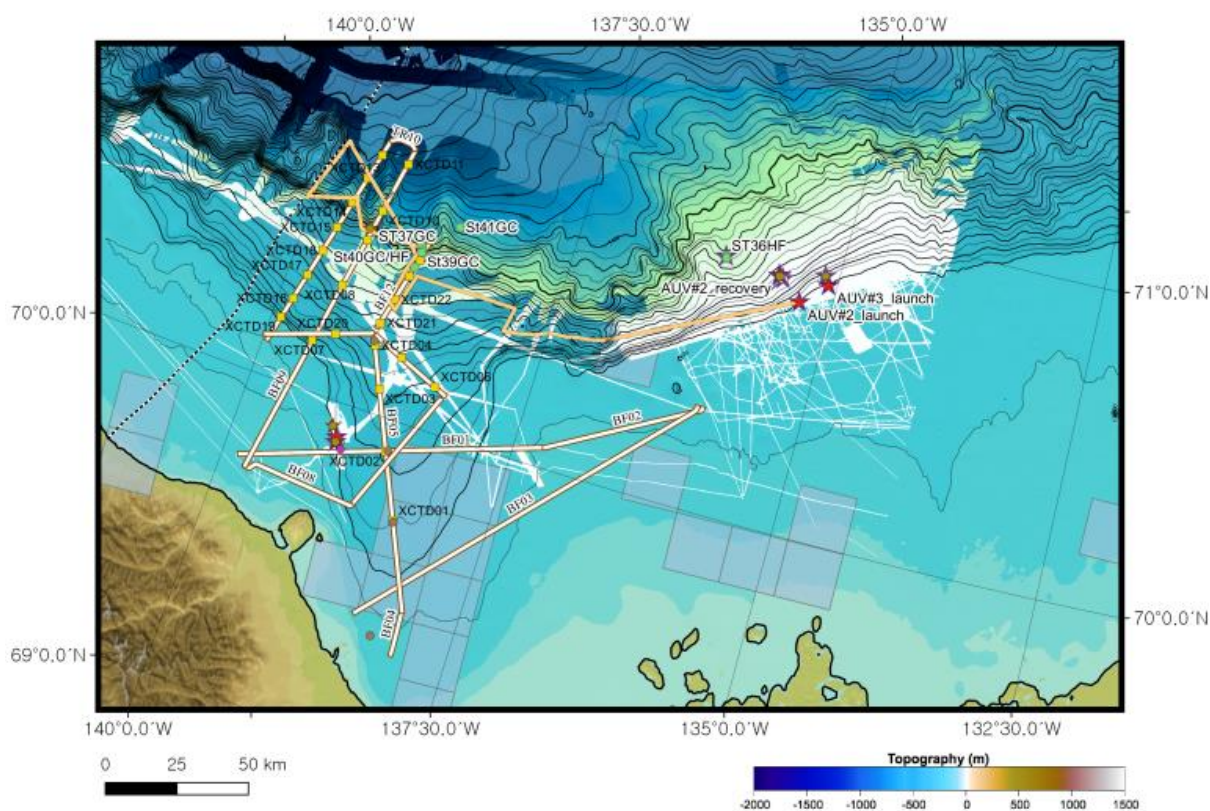 140°0.0'W
137°30.0'W
135°0.0'W
TR10
XCTD11
XCTD14
XCTD10
XCTD15
ST37GC
St41GC
XCTD16
St40GC/HF
St39GC
ST36HF
XCTD17
AUV#2_recovery
XCTD08
AUV#3_launch
71°0.0'N
XCTD18
BF12
XCTD22
AUV#2_launch
70°0.0'N
XCTD19
XCTD20
XCTD21
XCTD07
XCTD04
BF09
XCTD06
XCTD03
BF05
BF02
BF01
XCTD02
BF08
BF03
XCTD01
BF04
70°0.0'N
69°0.0'N
140°0.0'W
137°30.0'W
135°0.0'W
132°30.0'W
0 25 50 km
Topography (m)
-2000 -1500 -1000 -500 0 500 1000 1500